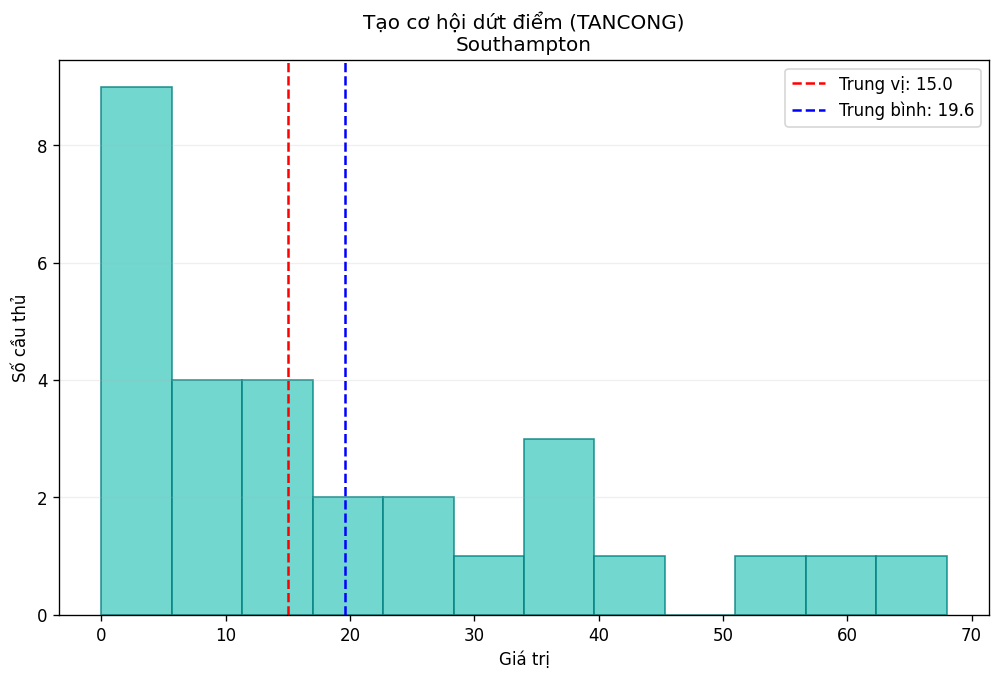 Tạo cơ hội dứt điểm (TANCONG)
Southampton
Trung vị: 15.0
Trung bình: 19.6
Số cầu thủ
8
6
4
2
0
0 10 20 30 40 50 60 70
Giá trị